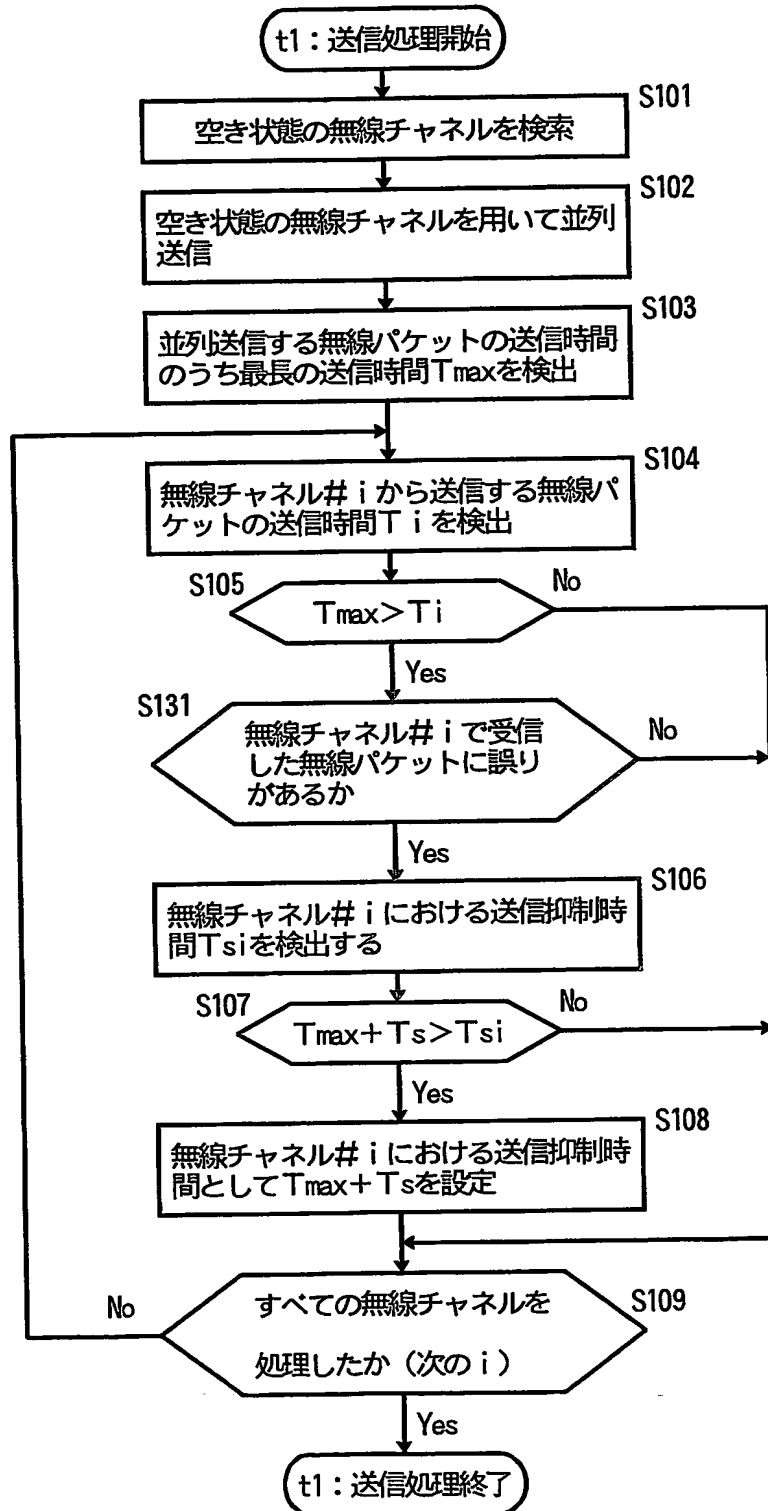 t1：送信処理開始
S101
空き状態の無線チャネルを検索
S102
空き状態の無線チャネルを用いて並列
送信
S103
並列送信する無線パケットの送信時間
のうち最長の送信時間Tmaxを検出
S104
無線チャネル＃iから送信する無線パ
ケットの送信時間Tiを検出
S105
Tmax＞Ti
No
Yes
S131
無線チャネル＃iで受信
した無線パケットに誤り
があるか
No
Yes
S106
無線チャネル＃iにおける送信抑制時
間Tsiを検出する
S107
Tmax＋Ts＞Tsi
No
Yes
S108
無線チャネル＃iにおける送信抑制時
間としてTmax＋Tsを設定
No
すべての無線チャネルを
処理したか（次のi）
S109
Yes
t1：送信処理終了